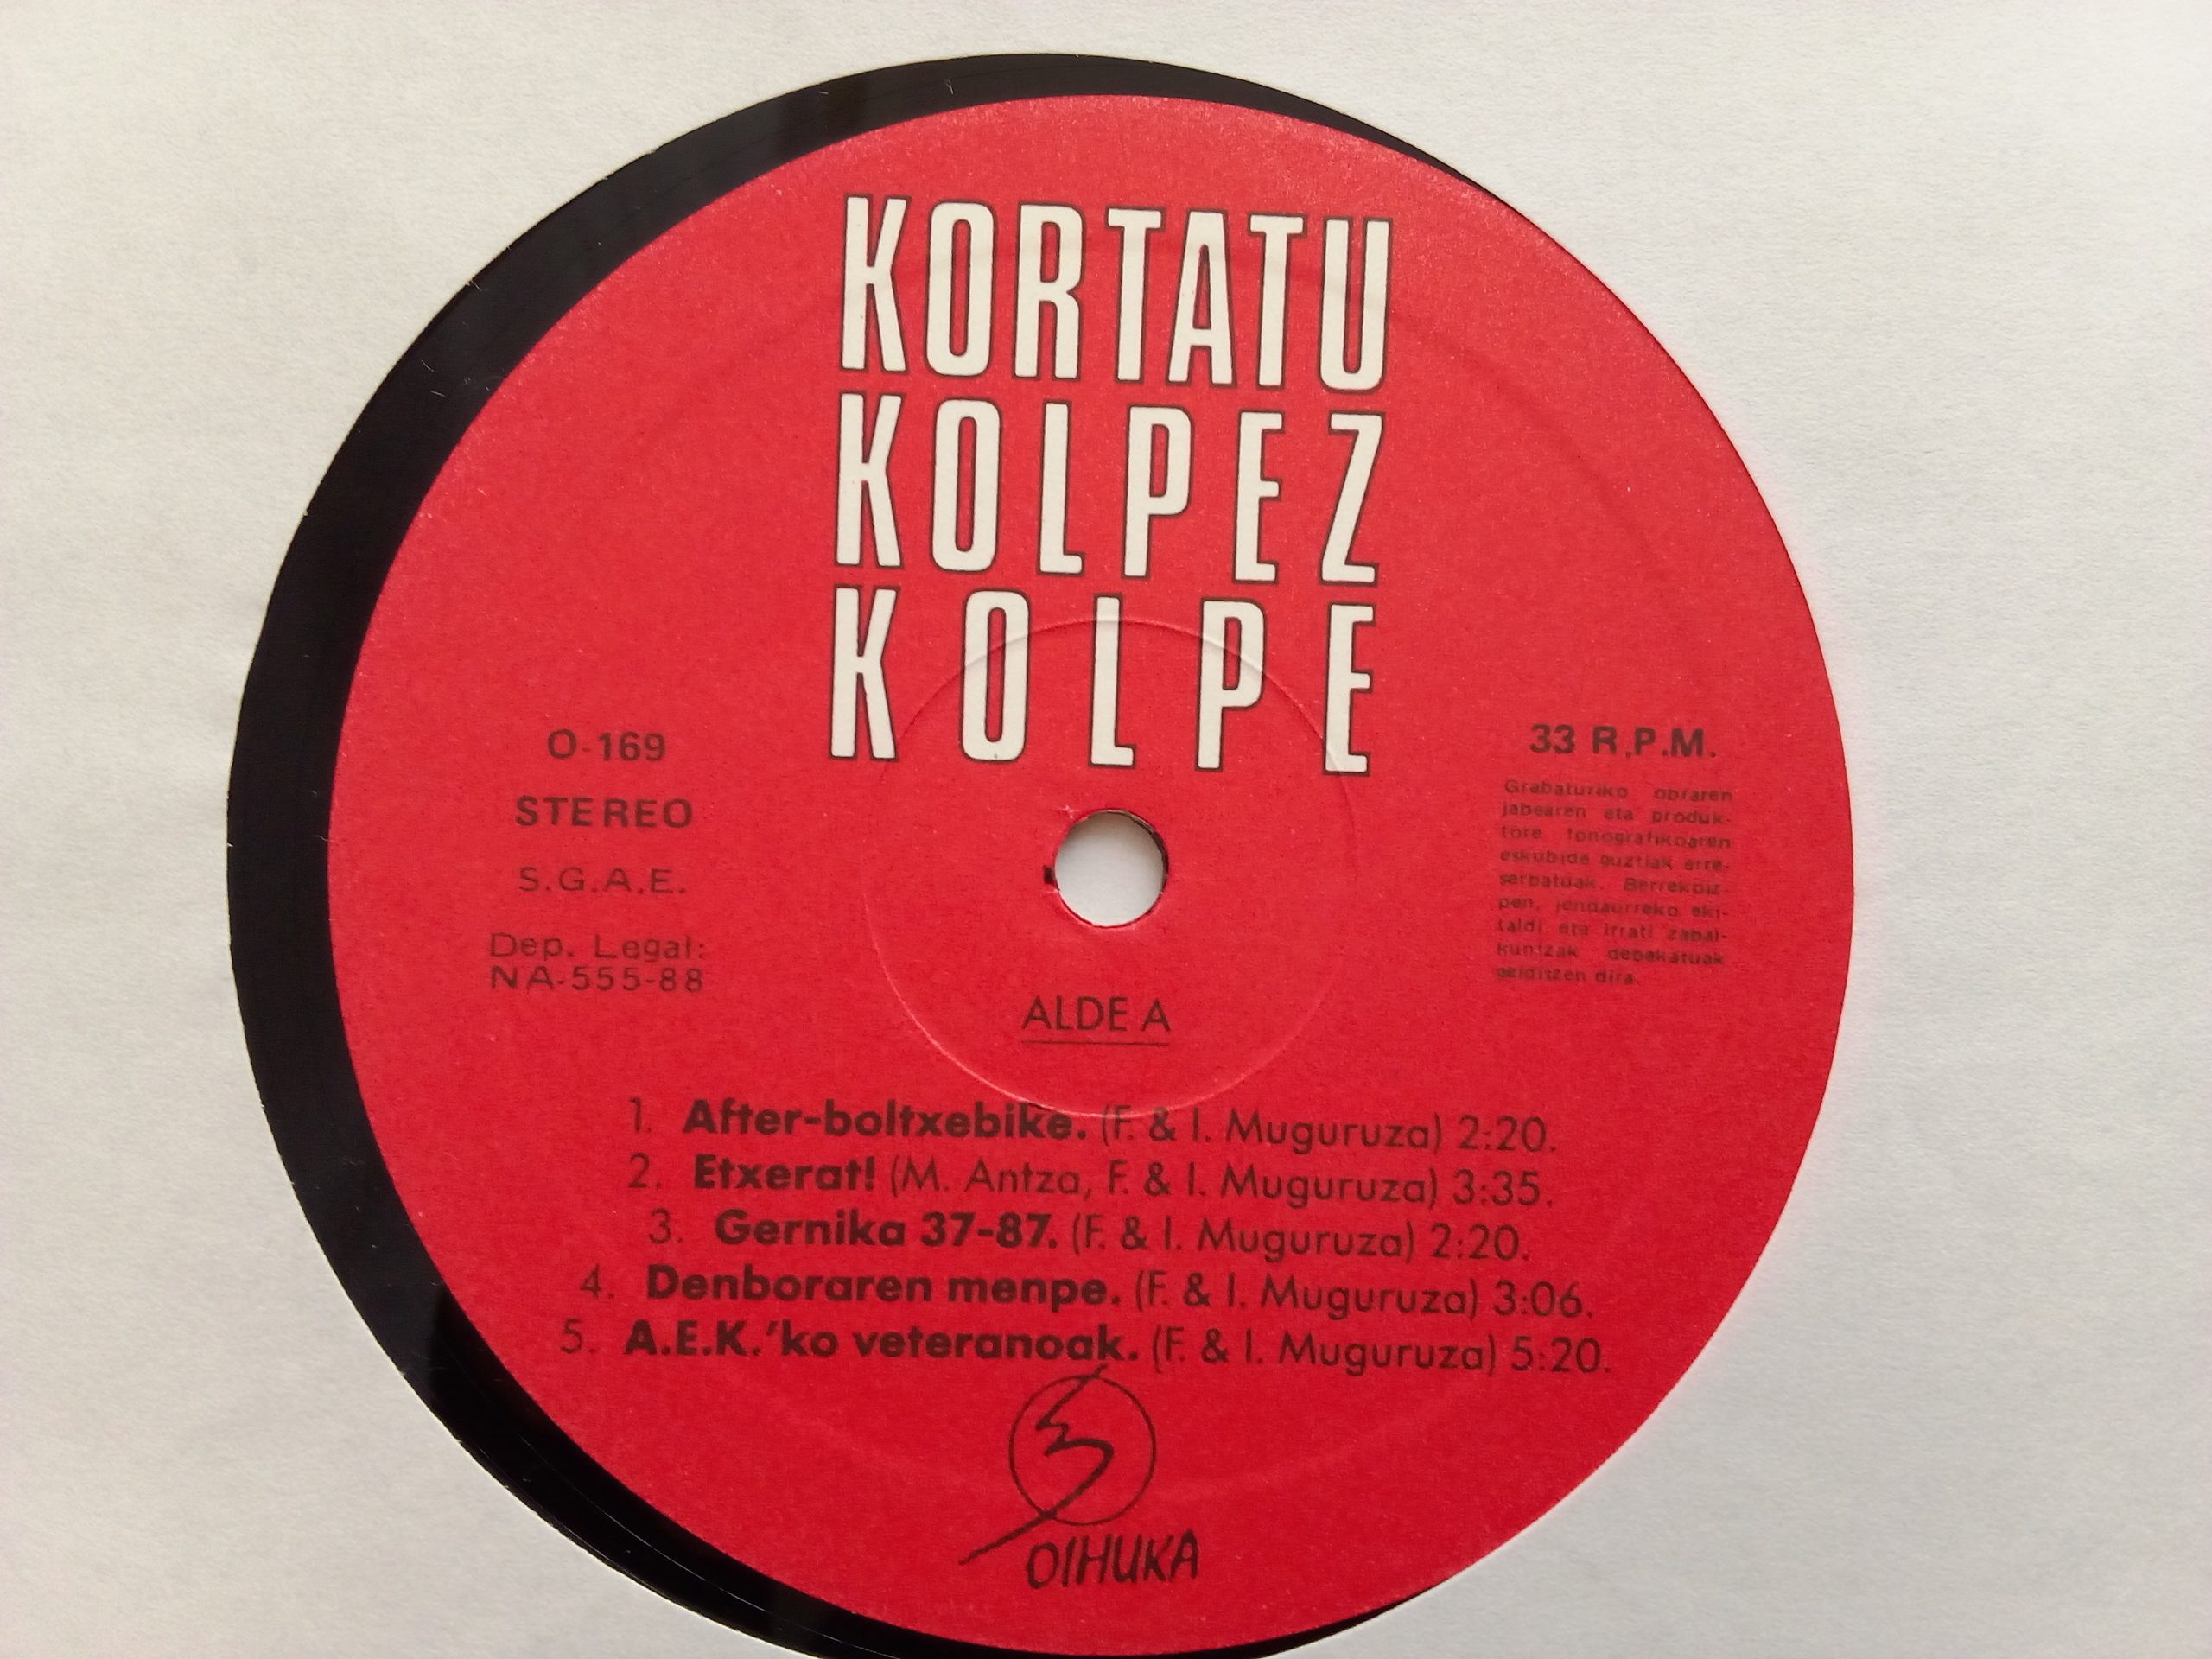 KORTATU
KOLPEZ
KOLPE
O-169
STEREO
S.G.A.E.
Dep. Legal:
NA-555-88
33 R.P.M.
Grabaturiko obraren
jabearen eta produk-
tore fonografikoaren
eskubide guztiak erre-
serbatuak. Berrekoiz-
pen, jendaurreko eki-
taldi eta irrati zabal-
kuntzak debekatuak
gelditzen dira.
ALDE A
1. After-boltxebike. (F. & I. Muguruza) 2:20.
2. Etxerat! (M. Antza, F. & I. Muguruza) 3:35.
3. Gernika 37-87. (F. & I. Muguruza) 2:20.
4. Denboraren menpe. (F. & I. Muguruza) 3:06.
5. A.E.K.'ko veteranoak. (F. & I. Muguruza) 5:20.
OIHUKA